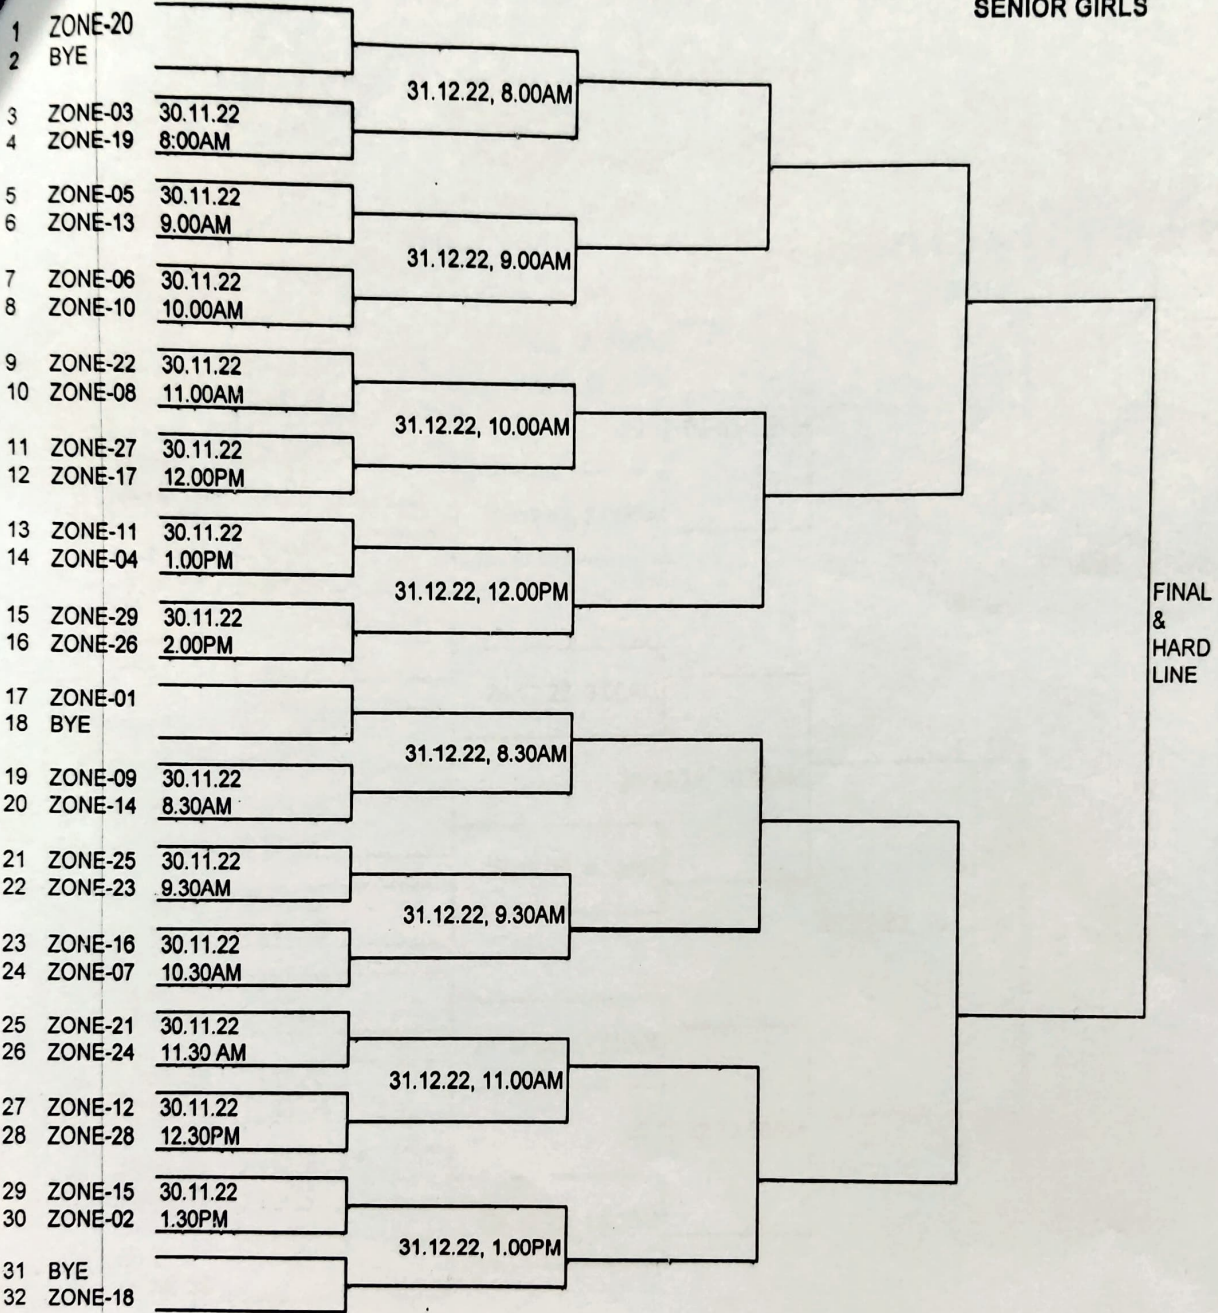 SENIOR GIRLS
1 ZONE-20
2 BYE
31.12.22, 8.00AM
3 ZONE-03 30.11.22
4 ZONE-19 8:00AM
5 ZONE-05 30.11.22
6 ZONE-13 9.00AM
31.12.22, 9.00AM
7 ZONE-06 30.11.22
8 ZONE-10 10.00AM
9 ZONE-22 30.11.22
10 ZONE-08 11.00AM
31.12.22, 10.00AM
11 ZONE-27 30.11.22
12 ZONE-17 12.00PM
13 ZONE-11 30.11.22
14 ZONE-04 1.00PM
31.12.22, 12.00PM
15 ZONE-29 30.11.22
16 ZONE-26 2.00PM
FINAL
&
HARD
LINE
17 ZONE-01
18 BYE
31.12.22, 8.30AM
19 ZONE-09 30.11.22
20 ZONE-14 8.30AM
21 ZONE-25 30.11.22
22 ZONE-23 9.30AM
31.12.22, 9.30AM
23 ZONE-16 30.11.22
24 ZONE-07 10.30AM
25 ZONE-21 30.11.22
26 ZONE-24 11.30 AM
31.12.22, 11.00AM
27 ZONE-12 30.11.22
28 ZONE-28 12.30PM
29 ZONE-15 30.11.22
30 ZONE-02 1.30PM
31.12.22, 1.00PM
31 BYE
32 ZONE-18